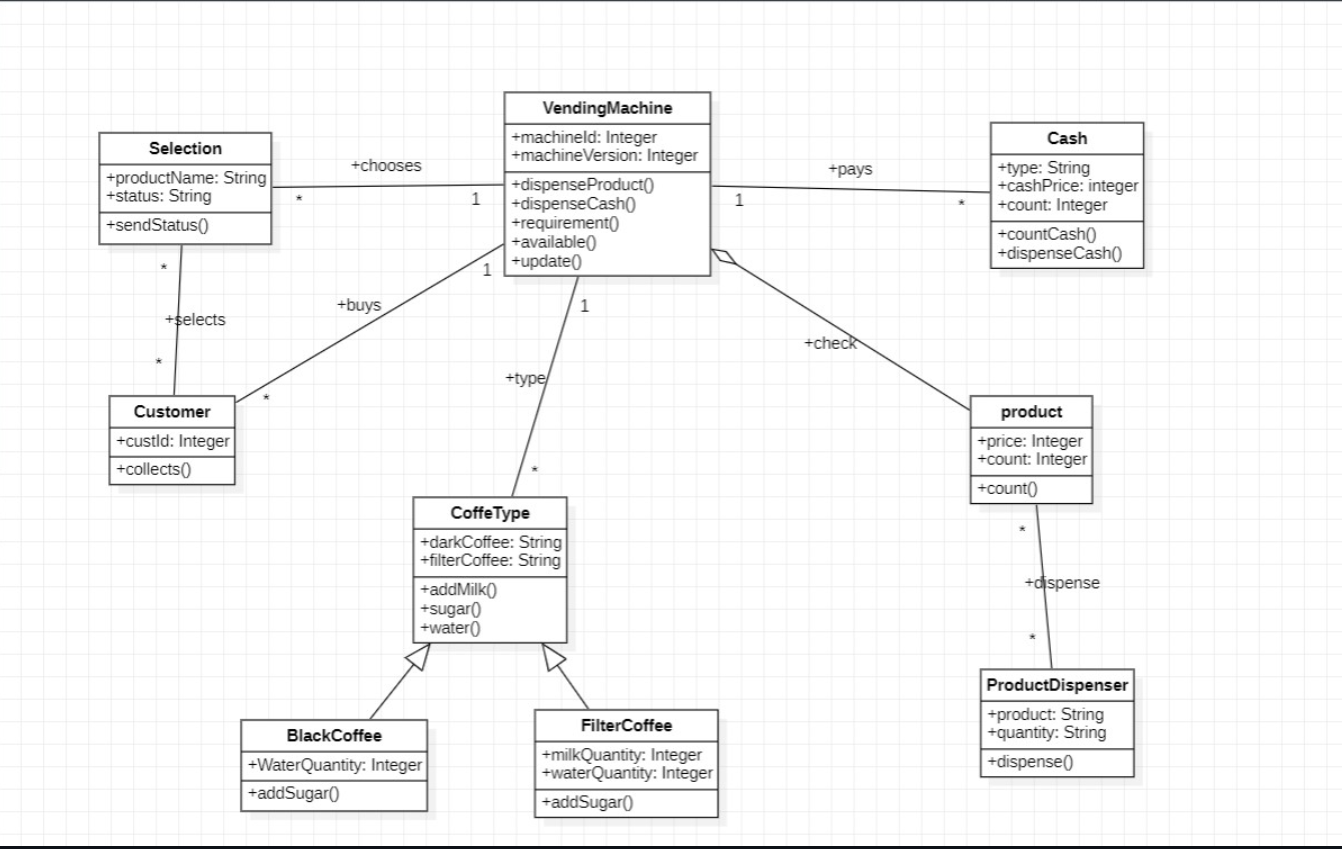 VendingMachine
+machineId: Integer
+machineVersion: Integer
+dispenseProduct()
+dispenseCash()
+requirement()
+available()
+update()
Selection
+productName: String
+status: String
+sendStatus()
+chooses
*
1
+pays
1
*
Cash
+type: String
+cashPrice: integer
+count: Integer
+countCash()
+dispenseCash()
*
+selects
*
+buys
1
*
1
+type
*
+check
Customer
+custId: Integer
+collects()
product
+price: Integer
+count: Integer
+count()
CoffeType
+darkCoffee: String
+filterCoffee: String
+addMilk()
+sugar()
+water()
*
+dispense
*
BlackCoffee
+WaterQuantity: Integer
+addSugar()
FilterCoffee
+milkQuantity: Integer
+waterQuantity: Integer
+addSugar()
ProductDispenser
+product: String
+quantity: String
+dispense()